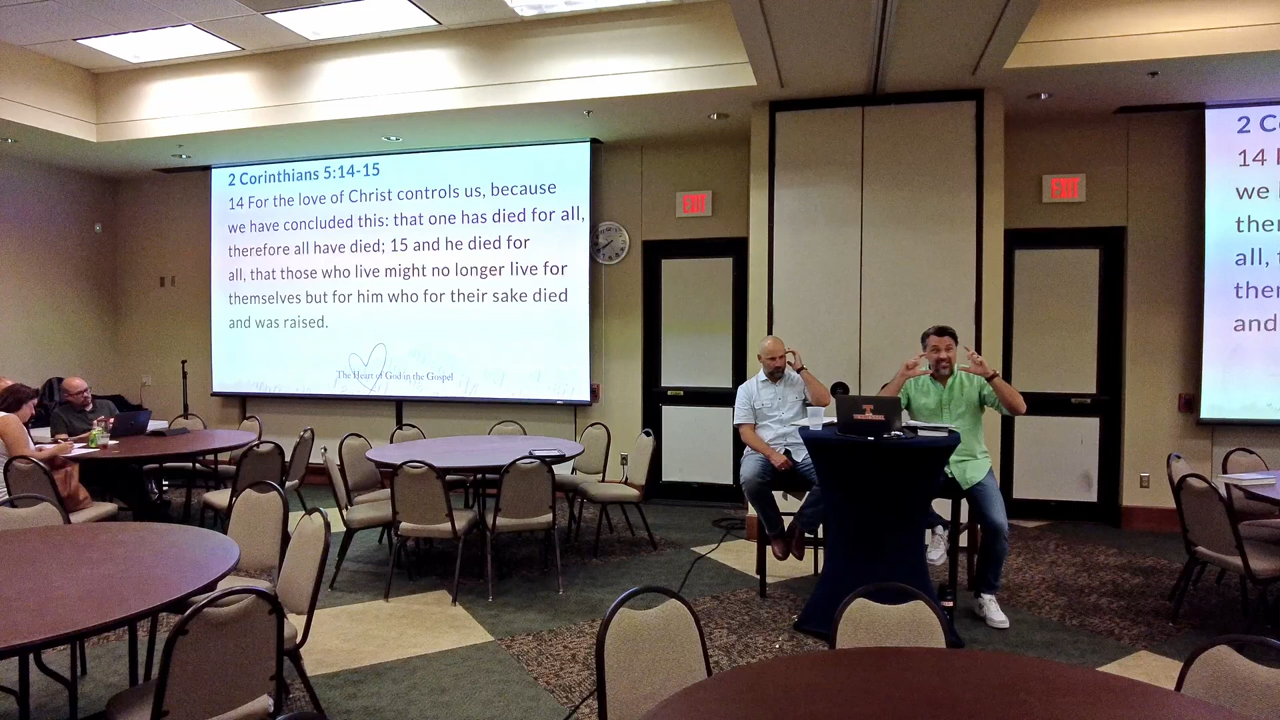 2 Corinthians 5:14-15
14 For the love of Christ controls us, because
we have concluded this: that one has died for all,
therefore all have died; 15 and he died for
all, that those who live might no longer live for
themselves but for him who for their sake died
and was raised.
The Heart of God in the Gospel
EXIT
EXIT
2 C
14
we
ther
all,
them
and